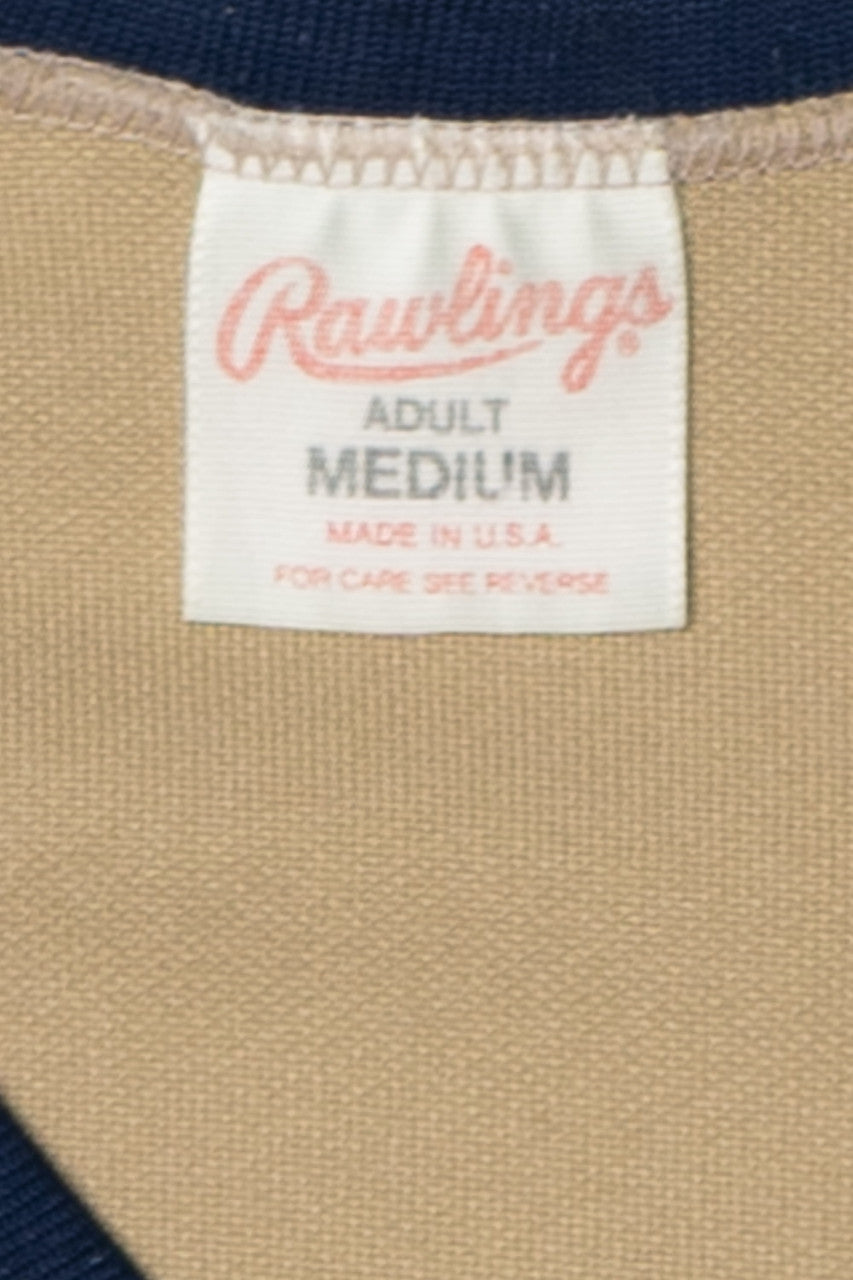 Rawlings®
ADULT
MEDIUM
MADE IN U.S.A.
FOR CARE SEE REVERSE